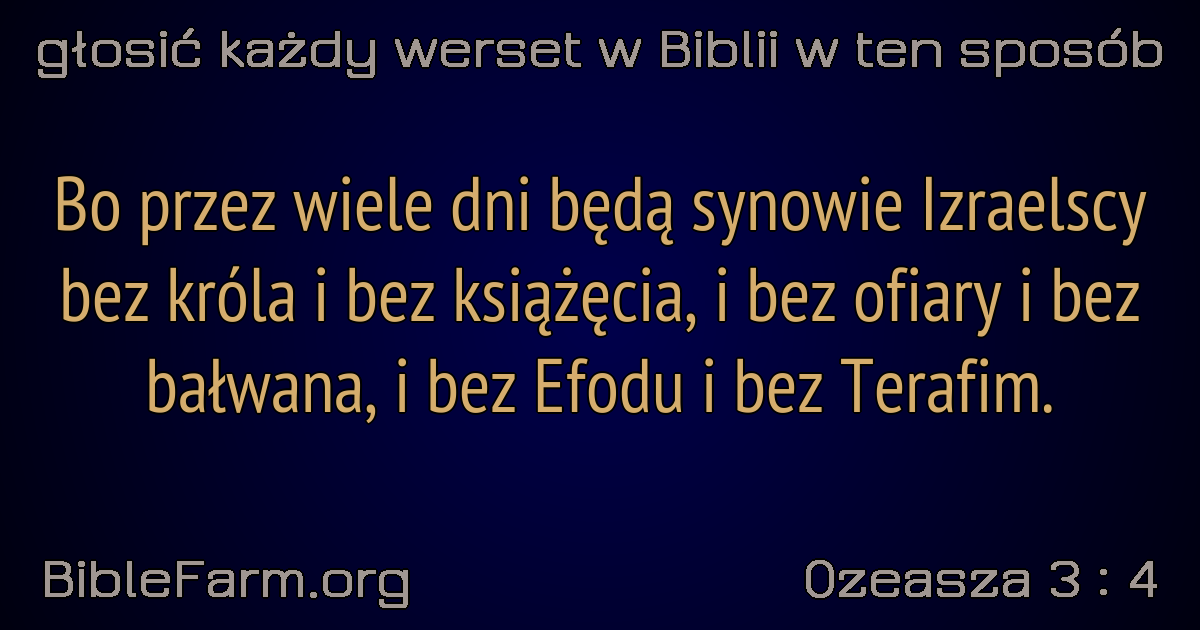 głosić każdy werset w Biblii w ten sposób
Bo przez wiele dni będą synowie Izraelscy
bez króla i bez książęcia, i bez ofiary i bez
bałwana, i bez Efodu i bez Terafim.
BibleFarm.org
Ozeasza 3 : 4